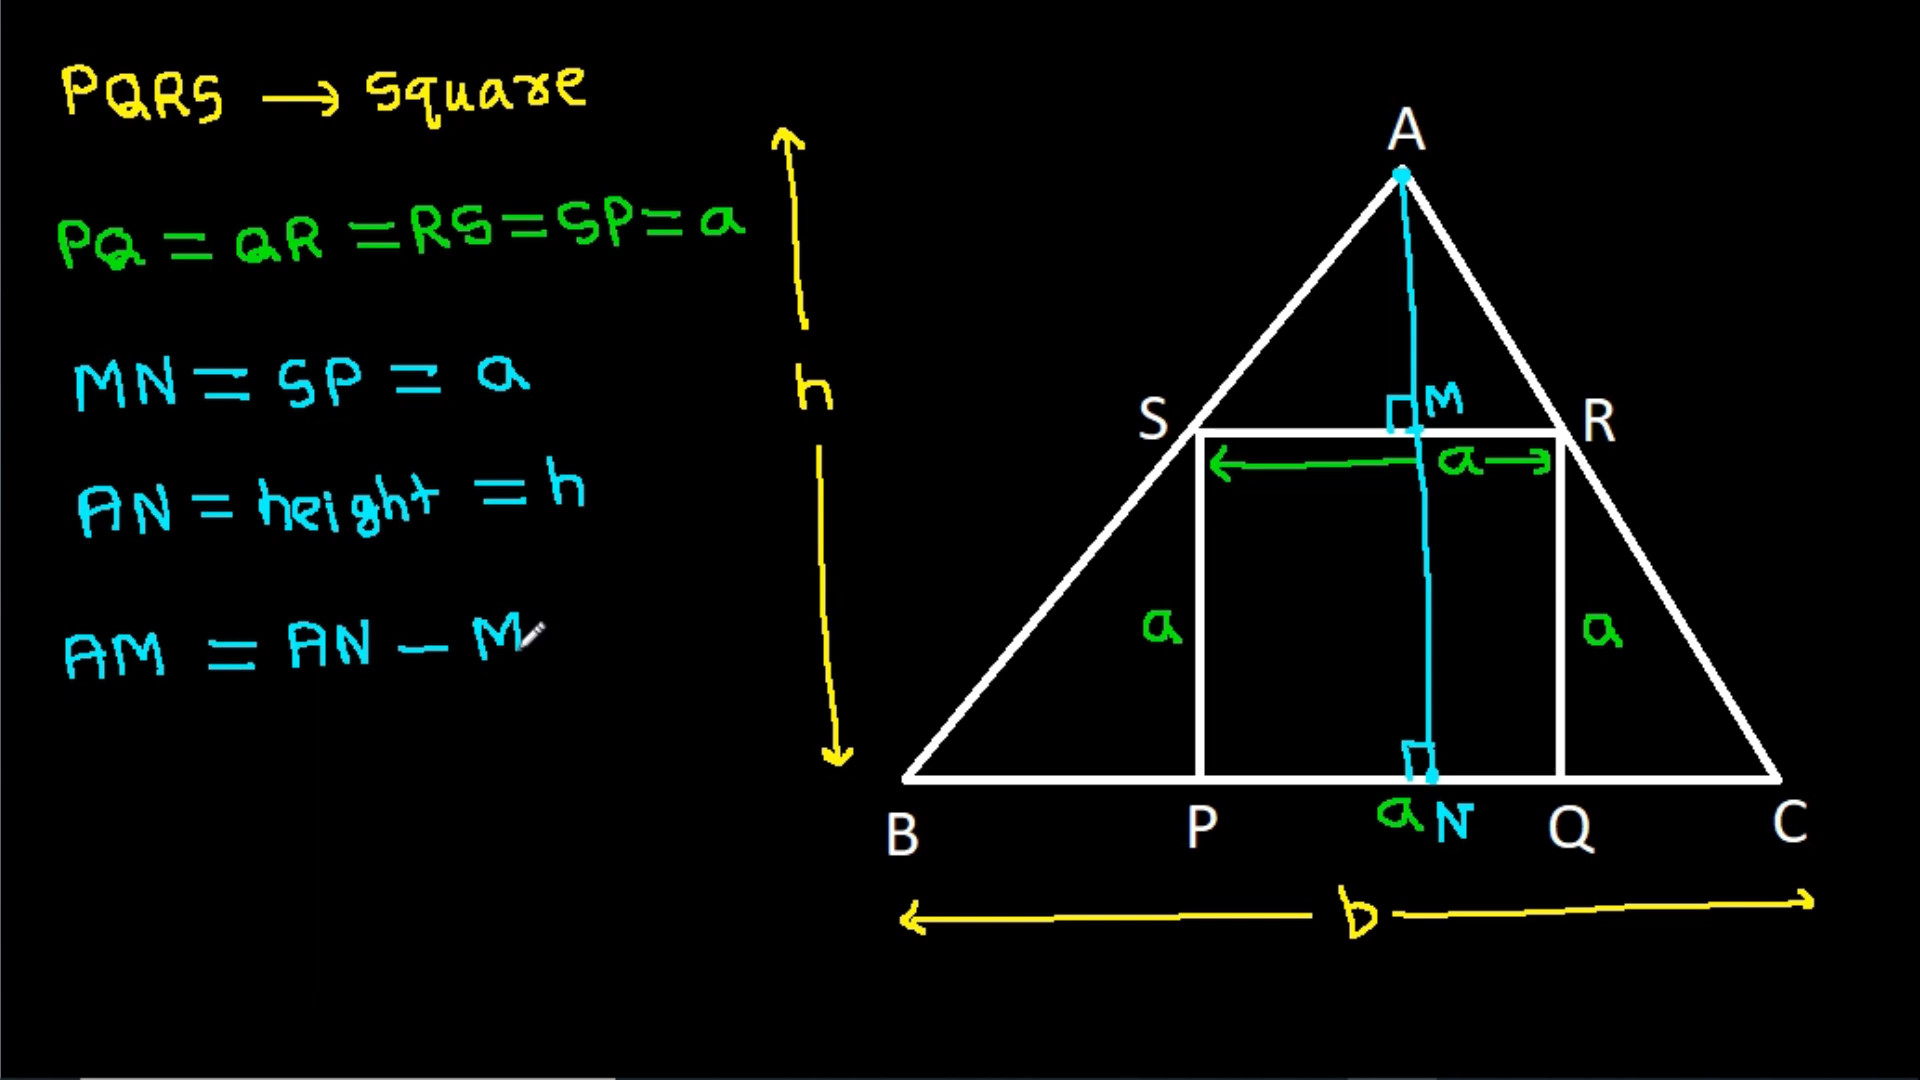 PQRS → square
PQ = QR = RS = SP = a
MN = SP = a
AN = height = h
AM = AN - M
h
A
S
M
R
a
a
a
B
P
a
N
Q
C
b